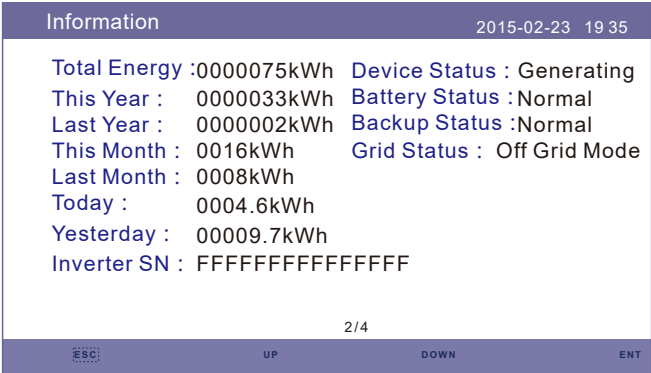 Information 2015-02-23 19 35
Total Energy : 0000075kWh Device Status : Generating
This Year : 0000033kWh Battery Status : Normal
Last Year : 0000002kWh Backup Status : Normal
This Month : 0016kWh Grid Status : Off Grid Mode
Last Month : 0008kWh
Today : 0004.6kWh
Yesterday : 00009.7kWh
Inverter SN : FFFFFFFFFFFFFFF
2/4
ESC UP DOWN ENT